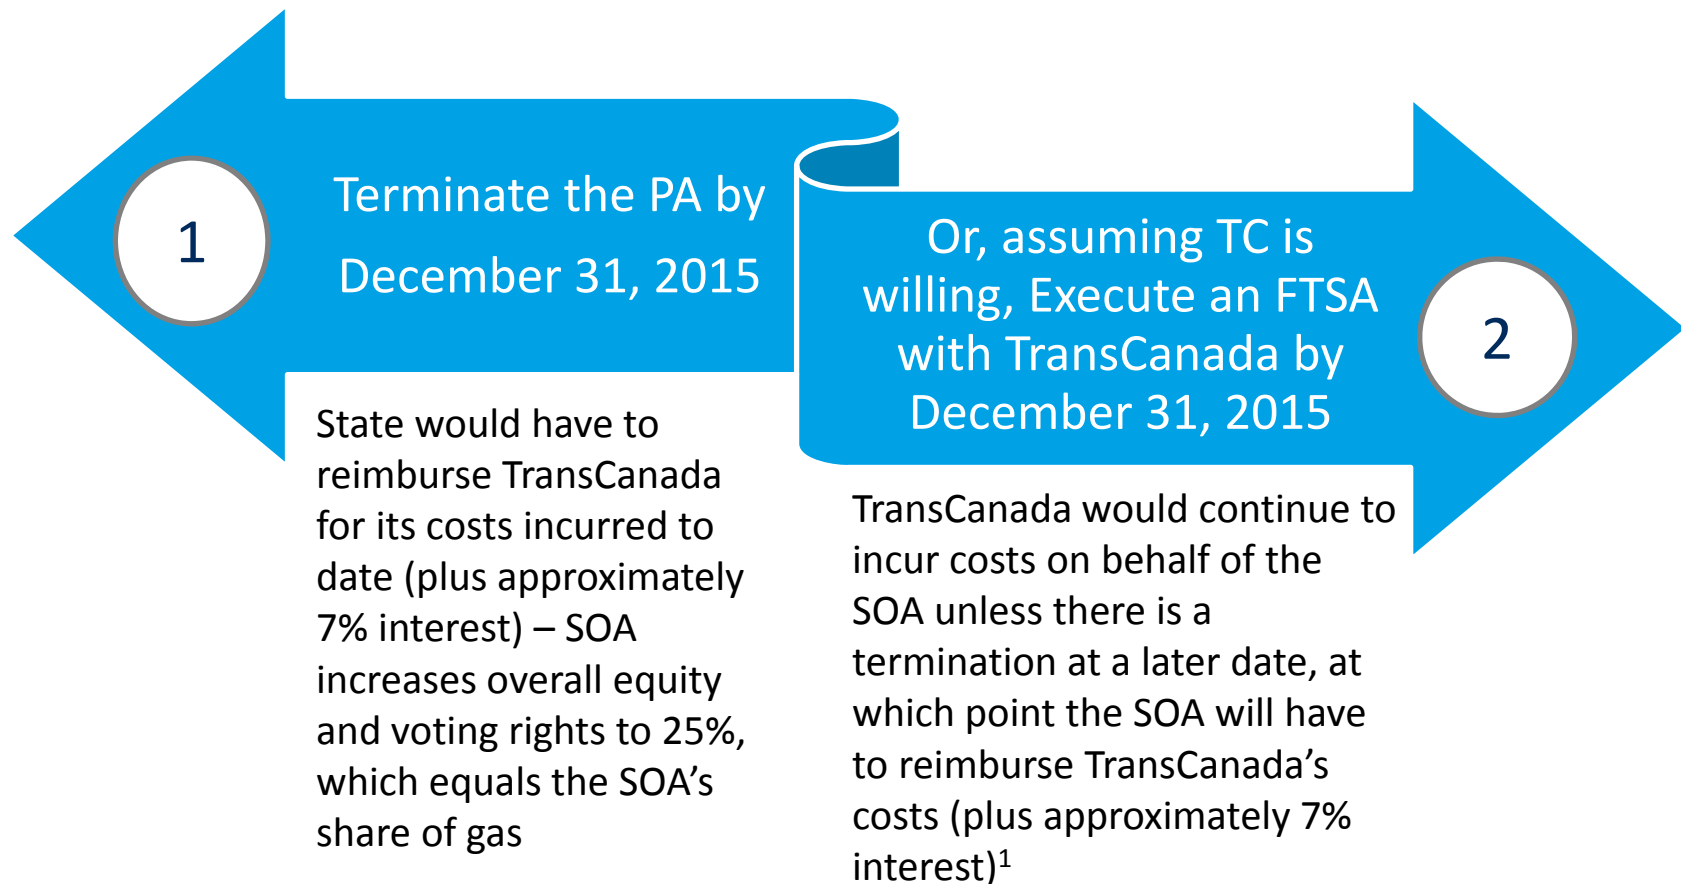 1
Terminate the PA by
December 31, 2015
State would have to
reimburse TransCanada
for its costs incurred to
date (plus approximately
7% interest) – SOA
increases overall equity
and voting rights to 25%,
which equals the SOA’s
share of gas
Or, assuming TC is
willing, Execute an FTSA
with TransCanada by
December 31, 2015
2
TransCanada would continue to
incur costs on behalf of the
SOA unless there is a
termination at a later date, at
which point the SOA will have
to reimburse TransCanada’s
costs (plus approximately 7%
interest)¹